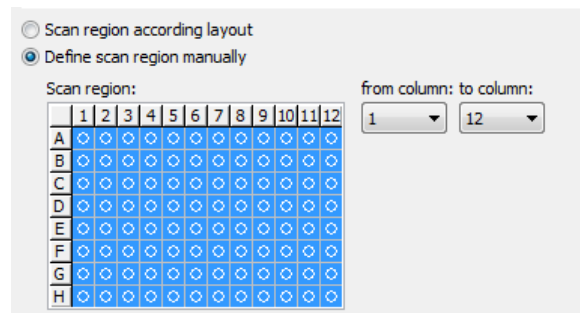 Scan region according layout
Define scan region manually
Scan region: from column: to column:
1 2 3 4 5 6 7 8 9 10 11 12 1 12
A
B
C
D
E
F
G
H